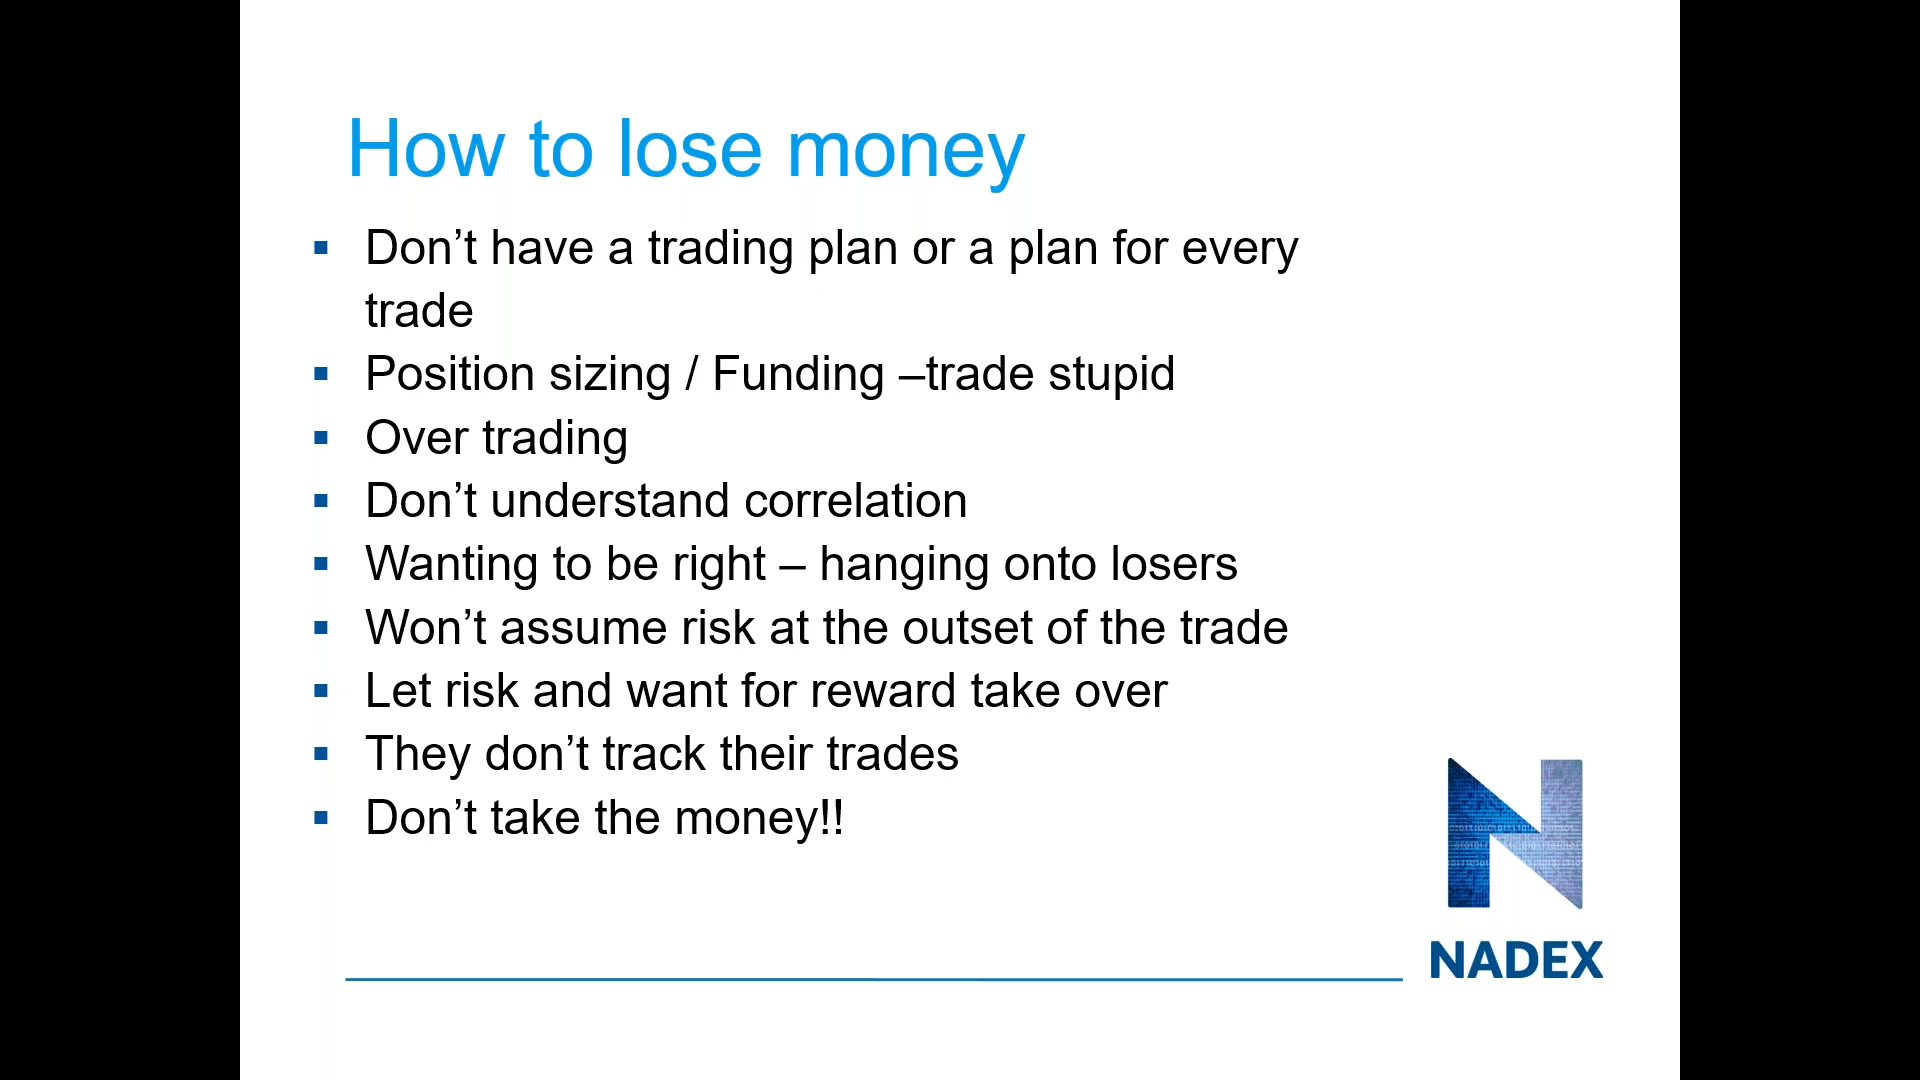 How to lose money
▪ Don’t have a trading plan or a plan for every
trade
▪ Position sizing / Funding –trade stupid
▪ Over trading
▪ Don’t understand correlation
▪ Wanting to be right – hanging onto losers
▪ Won’t assume risk at the outset of the trade
▪ Let risk and want for reward take over
▪ They don’t track their trades
▪ Don’t take the money!!
NADEX